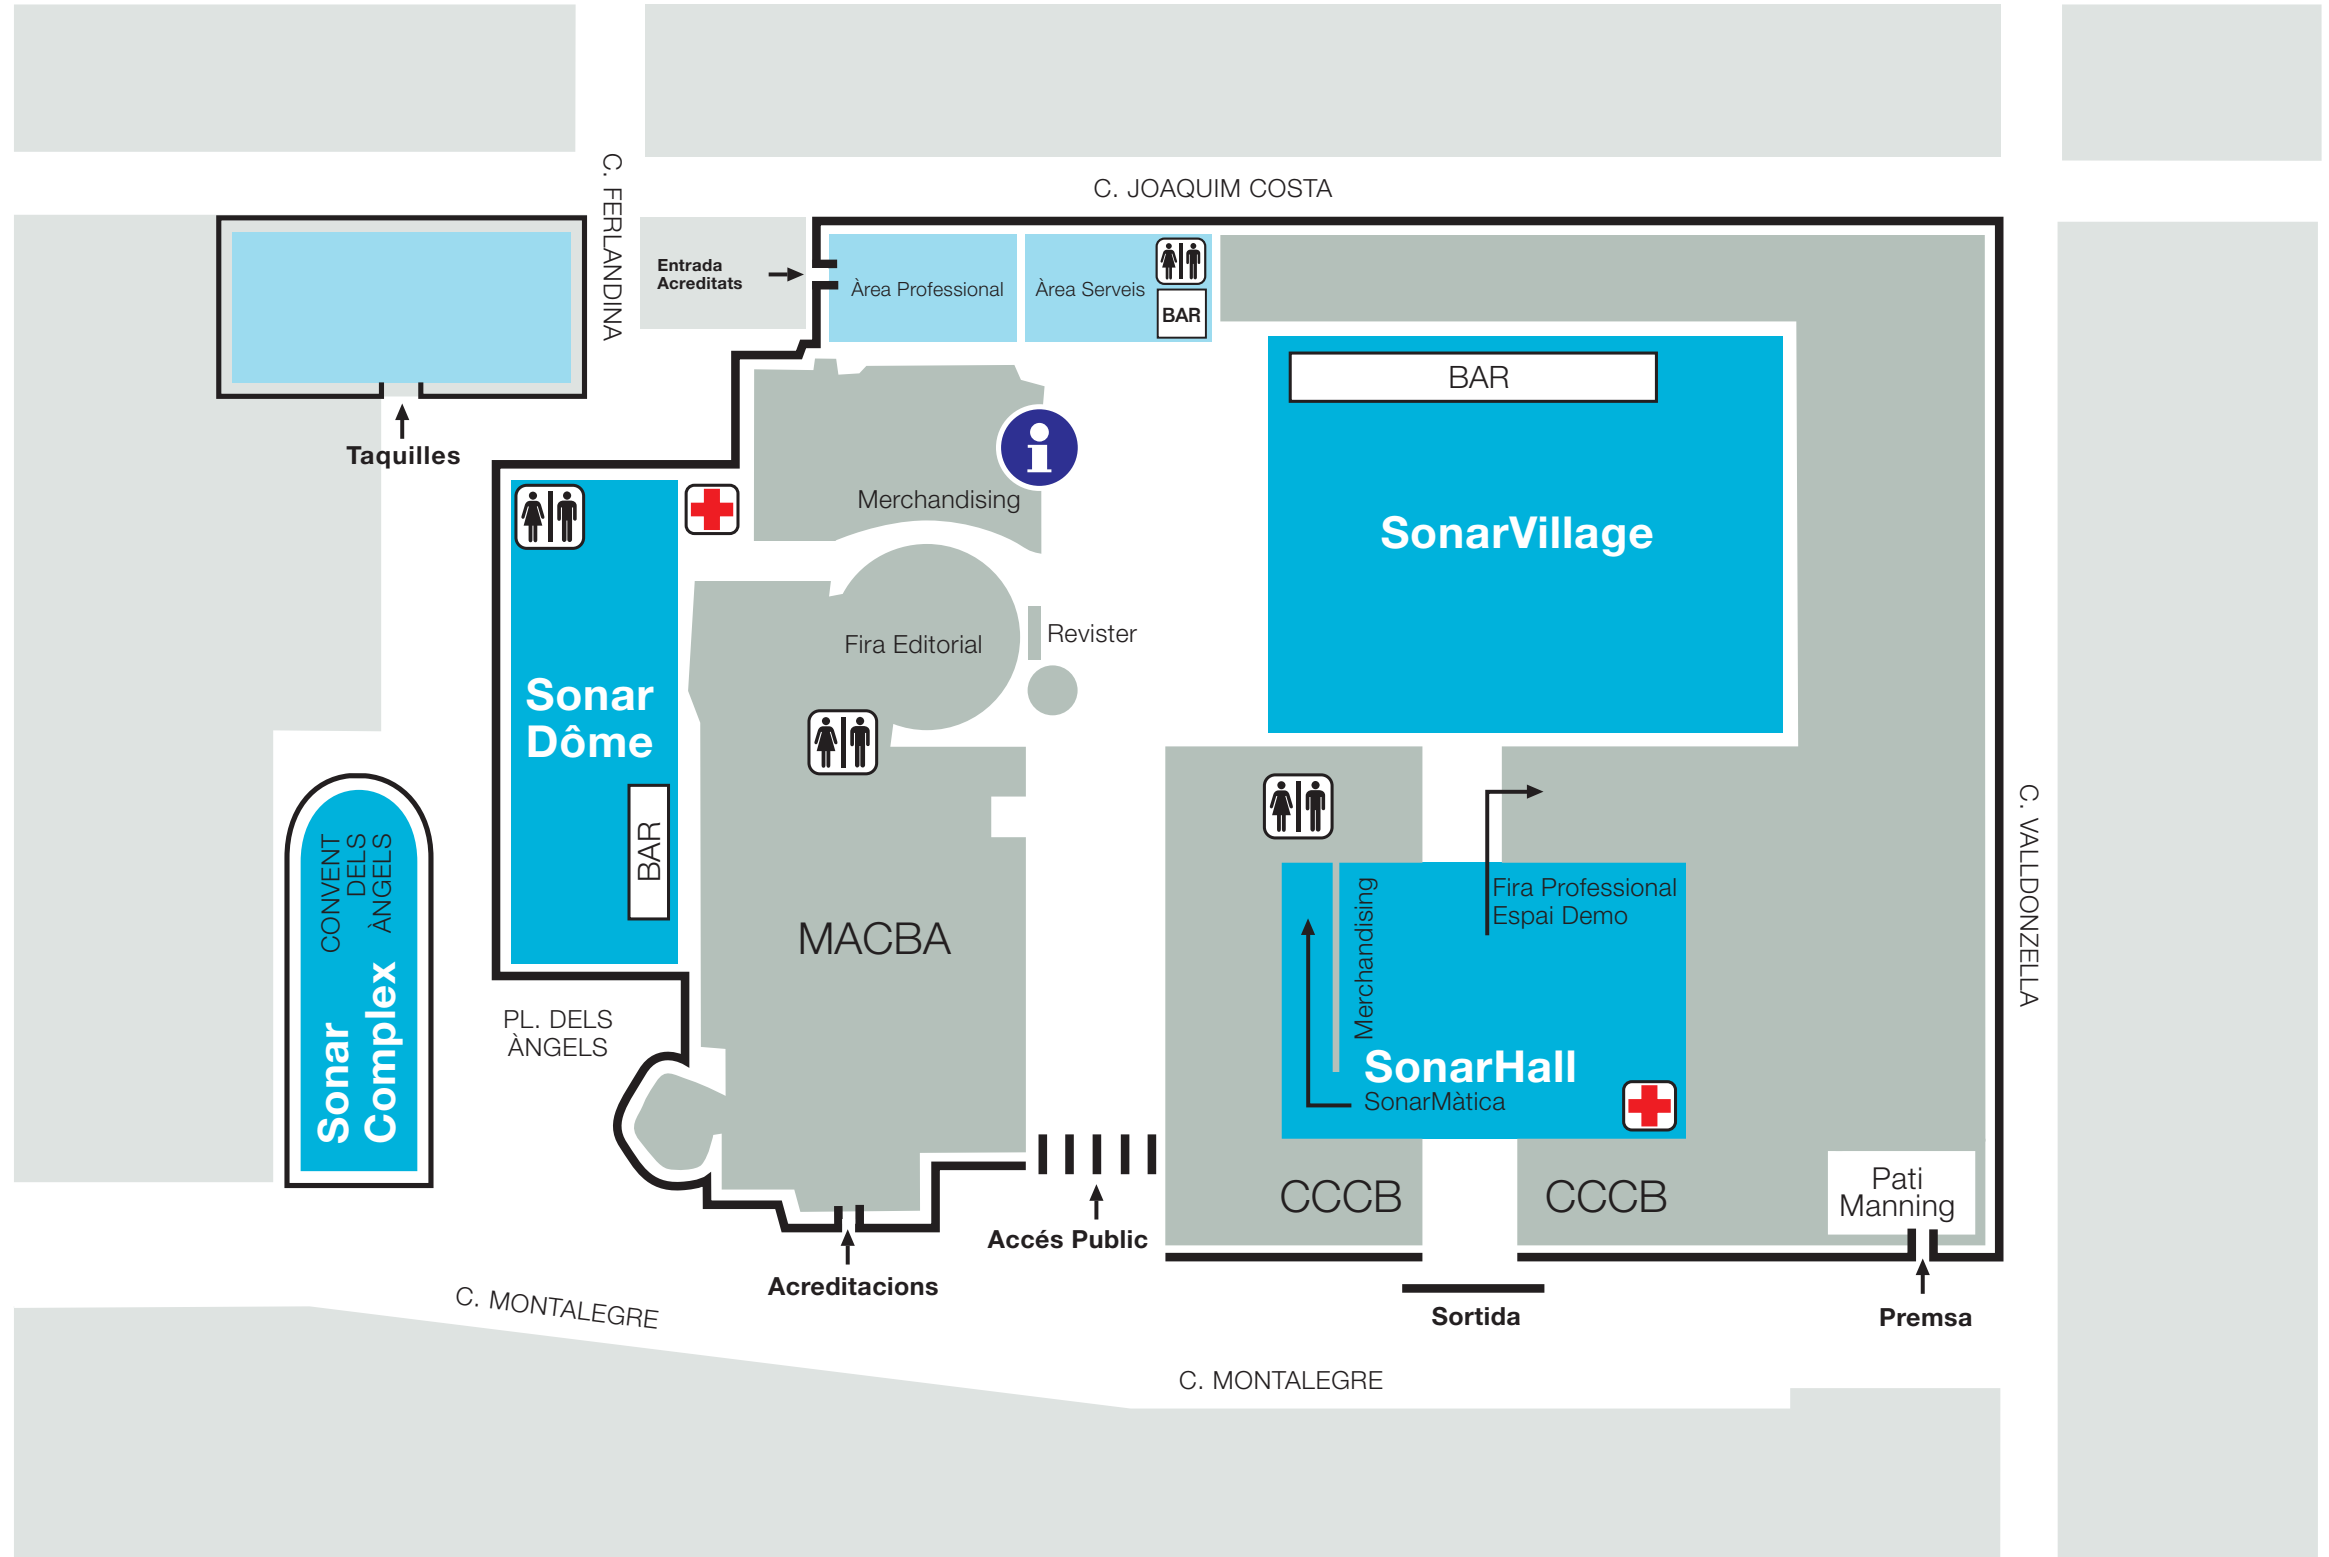 C. FERLANDINA
C. JOAQUIM COSTA
Entrada
Acreditats
Àrea Professional
Àrea Serveis
BAR
BAR
Taquilles
Merchandising
SonarVillage
Fira Editorial
Revister
Sonar
Dôme
BAR
CONVENT
DELS
ÀNGELS
Sonar
Complex
MACBA
PL. DELS
ÀNGELS
Merchandising
Fira Professional
Espai Demo
SonarHall
SonarMàtica
C. VALLDONZELLA
CCCB
CCCB
Pati
Manning
Accés Public
Acreditacions
Sortida
Premsa
C. MONTALEGRE
C. MONTALEGRE